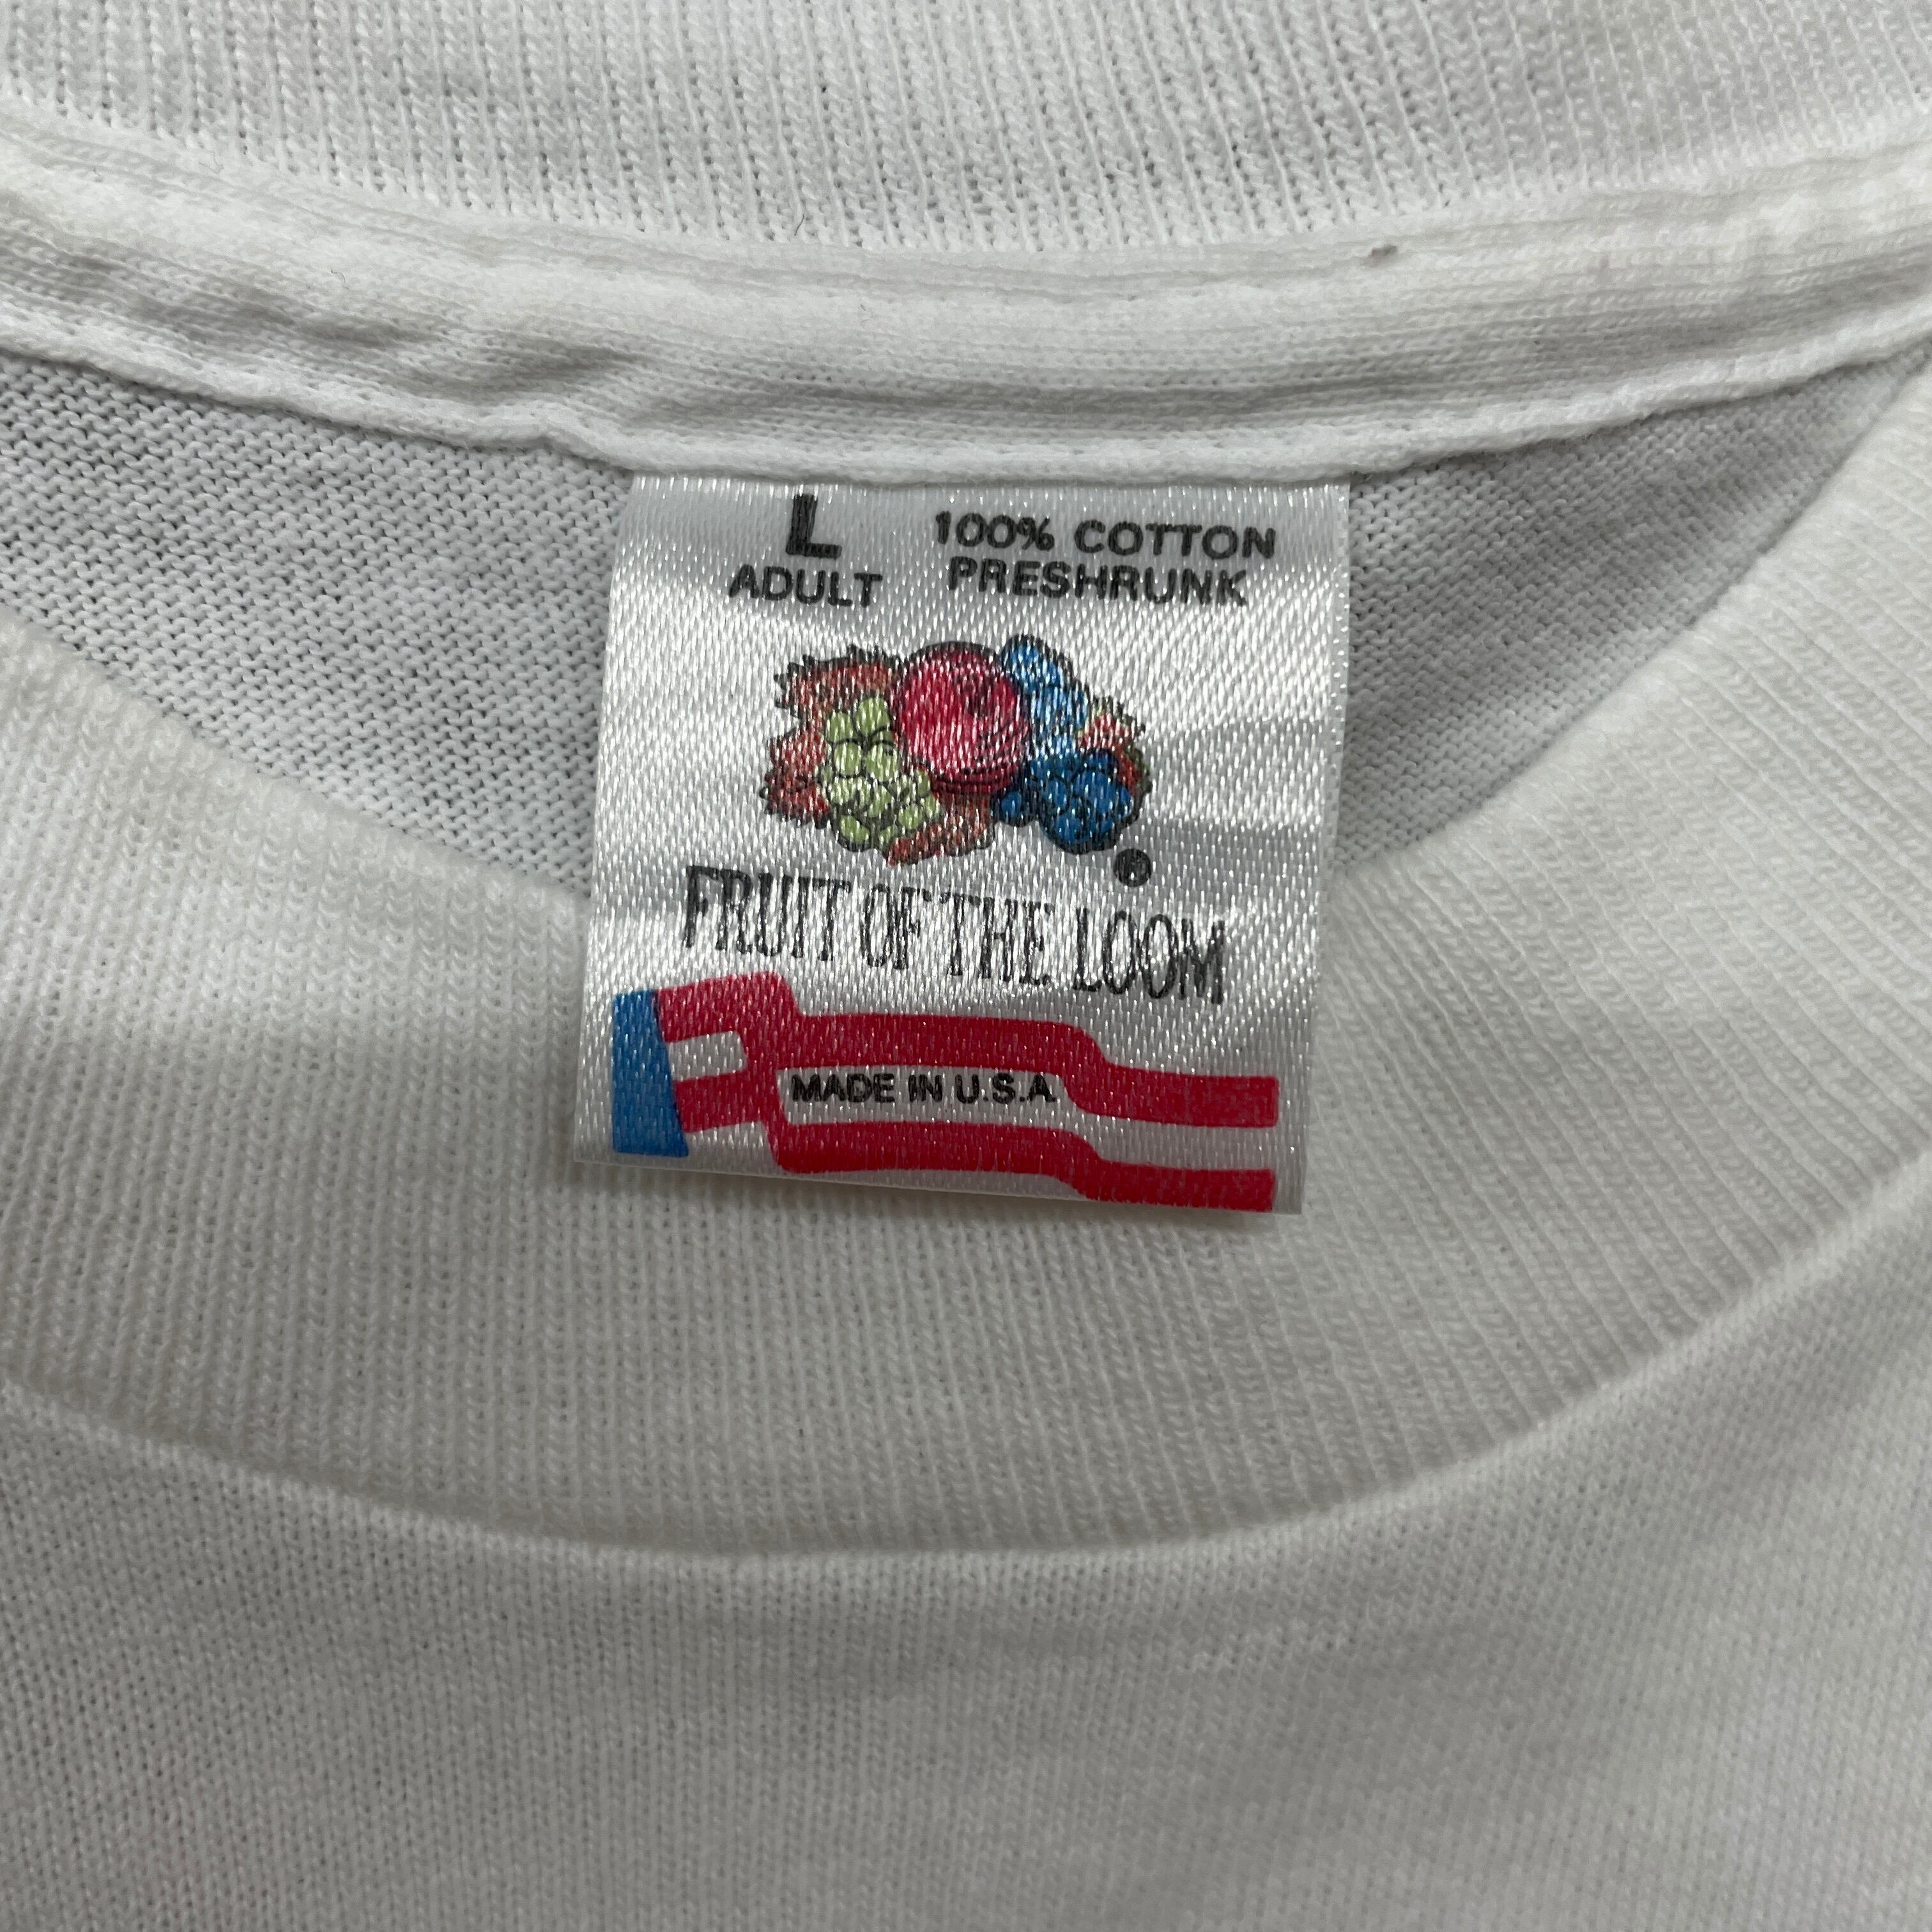 L
ADULT
100% COTTON
PRESHRUNK
FRUIT OF THE LOOM
MADE IN U.S.A.